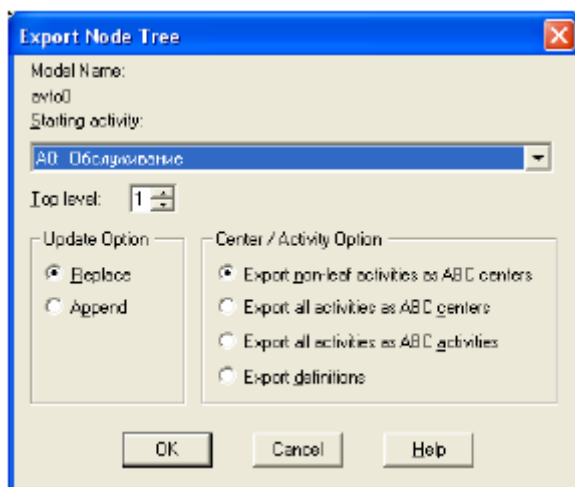 Export Node Tree
Model Name:
avto0
Starting activity:
A0: Обслуживание
Top level: 1
Update Option
Replace
Append
Center / Activity Option
Export non-leaf activities as ABC centers
Export all activities as ABC centers
Export all activities as ABC activities
Export definitions
OK Cancel Help